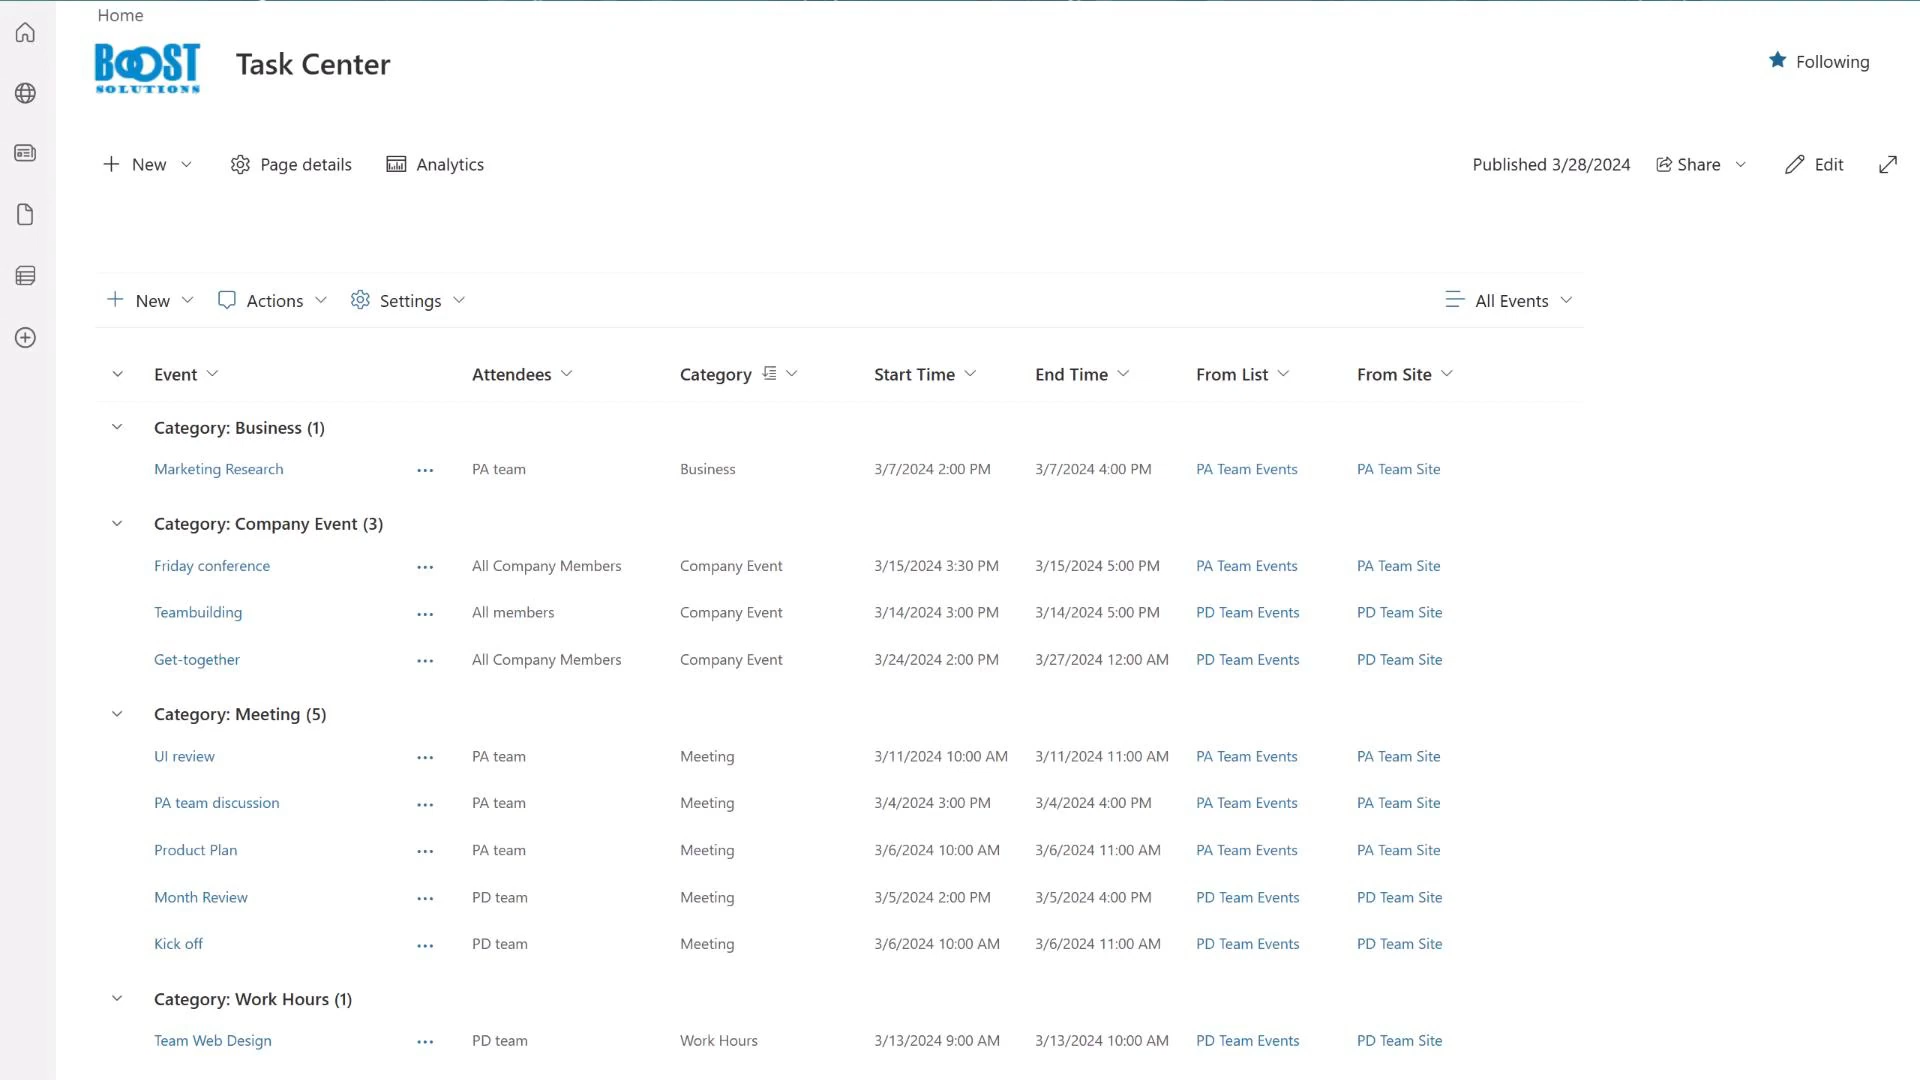 Home
BOOST SOLUTIONS
Task Center
Following
New
Page details
Analytics
Published 3/28/2024
Share
Edit
New
Actions
Settings
All Events
Event Attendees Category Start Time End Time From List From Site
Category: Business (1)
Marketing Research ... PA team Business 3/7/2024 2:00 PM 3/7/2024 4:00 PM PA Team Events PA Team Site
Category: Company Event (3)
Friday conference ... All Company Members Company Event 3/15/2024 3:30 PM 3/15/2024 5:00 PM PA Team Events PA Team Site
Teambuilding ... All members Company Event 3/14/2024 3:00 PM 3/14/2024 5:00 PM PD Team Events PD Team Site
Get-together ... All Company Members Company Event 3/24/2024 2:00 PM 3/27/2024 12:00 AM PD Team Events PD Team Site
Category: Meeting (5)
UI review ... PA team Meeting 3/11/2024 10:00 AM 3/11/2024 11:00 AM PA Team Events PA Team Site
PA team discussion ... PA team Meeting 3/4/2024 3:00 PM 3/4/2024 4:00 PM PA Team Events PA Team Site
Product Plan ... PA team Meeting 3/6/2024 10:00 AM 3/6/2024 11:00 AM PA Team Events PA Team Site
Month Review ... PD team Meeting 3/5/2024 2:00 PM 3/5/2024 4:00 PM PD Team Events PD Team Site
Kick off ... PD team Meeting 3/6/2024 10:00 AM 3/6/2024 11:00 AM PD Team Events PD Team Site
Category: Work Hours (1)
Team Web Design ... PD team Work Hours 3/13/2024 9:00 AM 3/13/2024 10:00 AM PD Team Events PD Team Site